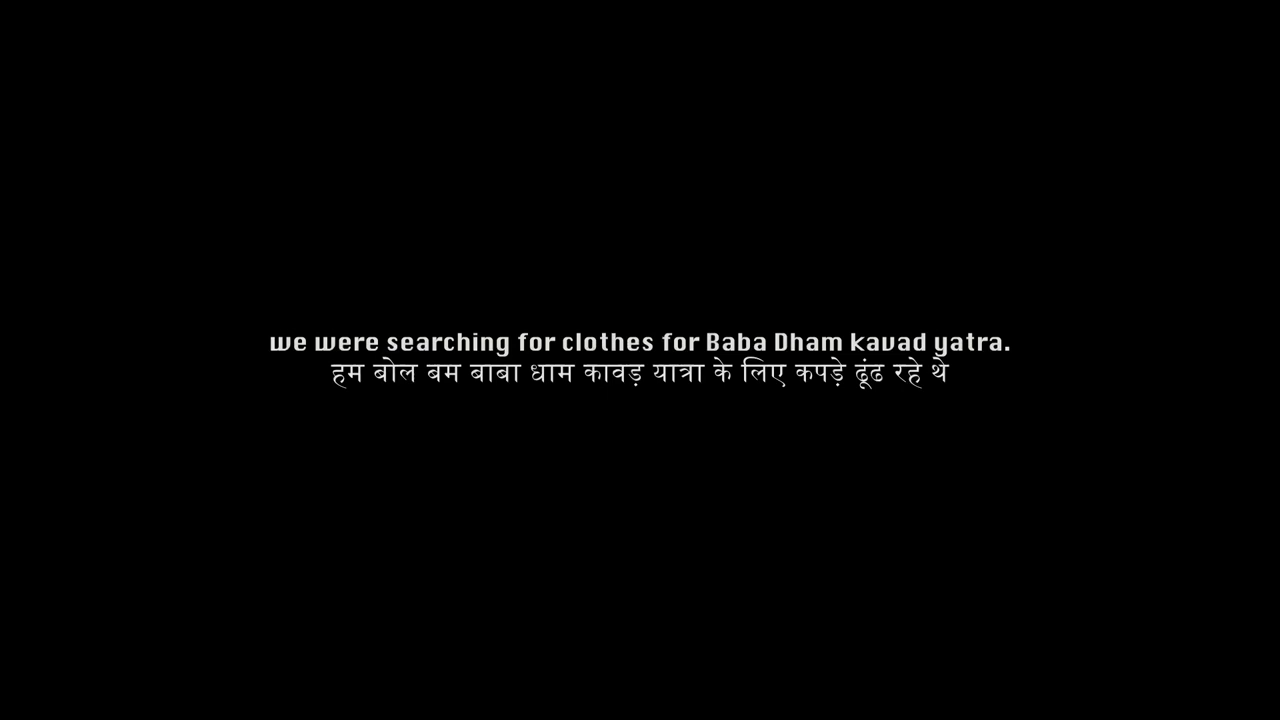 we were searching for clothes for Baba Dham kavad yatra.
हम बोल बम बाबा धाम कावड़ यात्रा के लिए कपड़े ढूंढ रहे थे